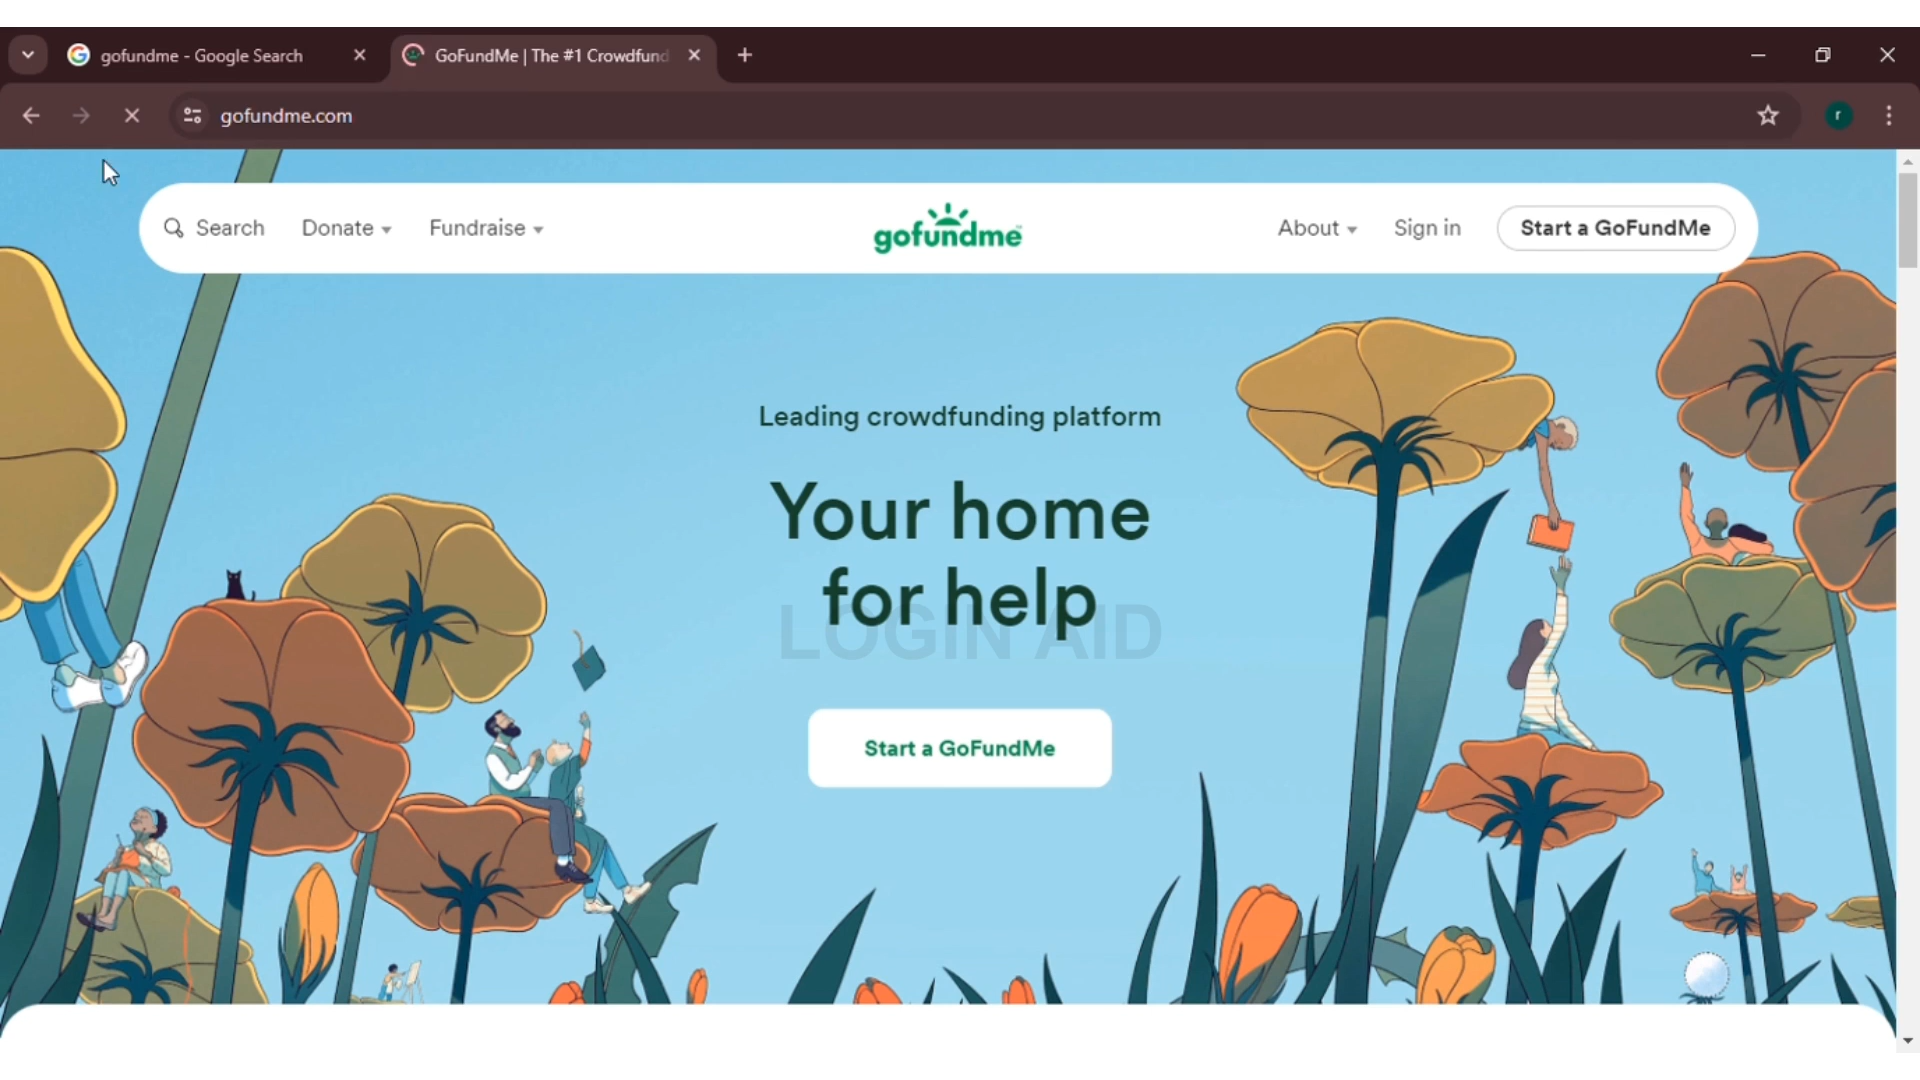 gofundme - Google Search
GoFundMe | The #1 Crowdfund
gofundme.com
r
Search
Donate
Fundraise
gofundme
About
Sign in
Start a GoFundMe
Leading crowdfunding platform
Your home
for help
LOGIN AID
Start a GoFundMe